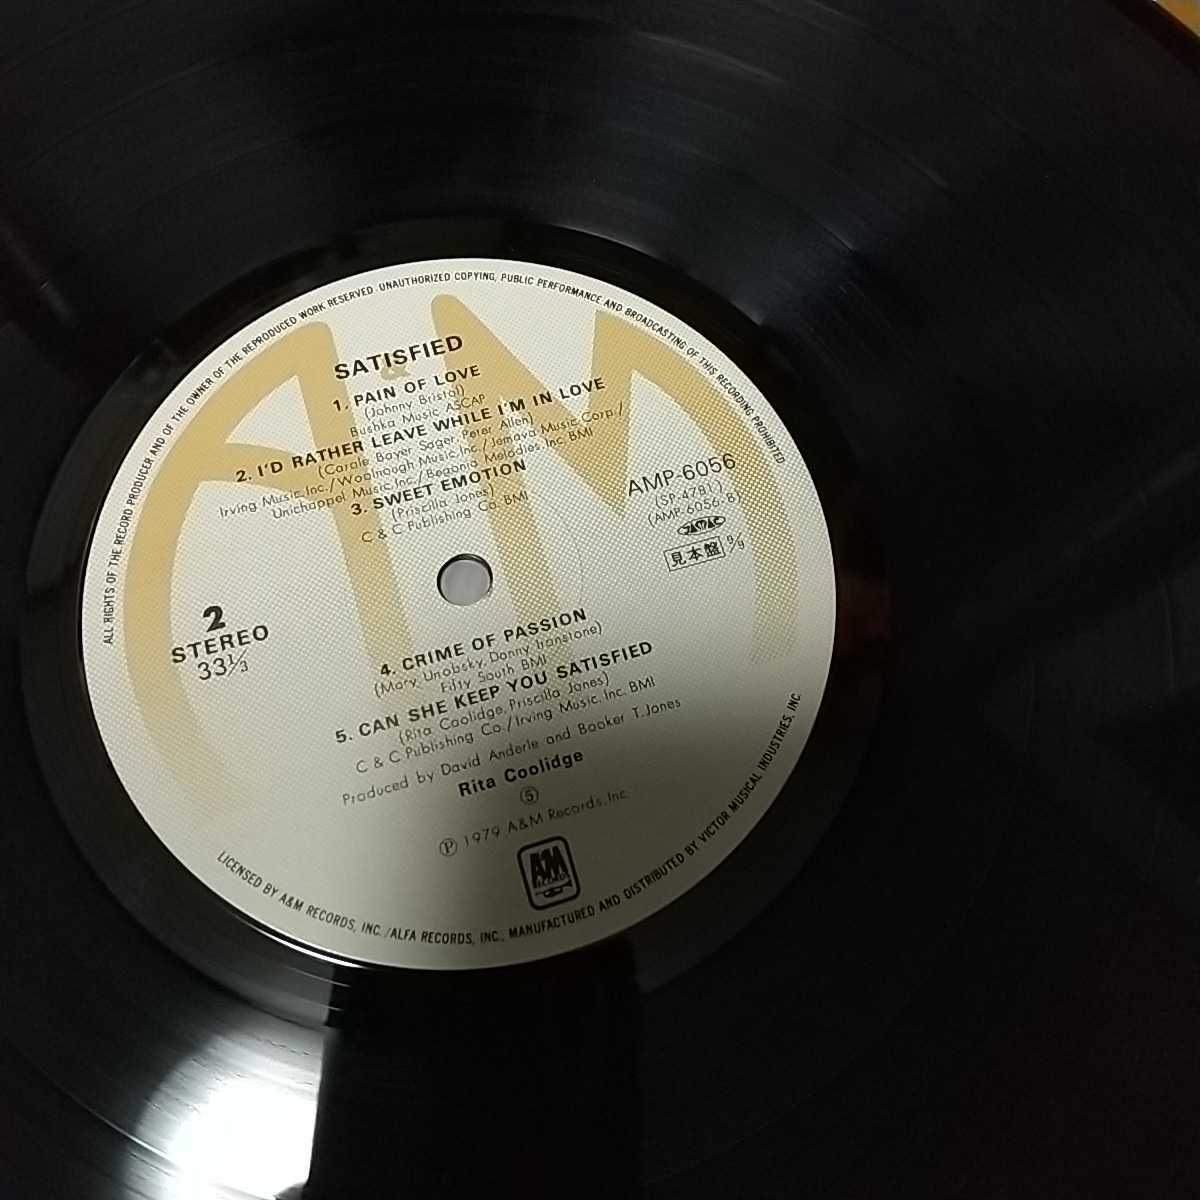 ALL RIGHTS OF THE RECORD PRODUCER AND OF THE OWNER OF THE REPRODUCED WORK RESERVED. UNAUTHORIZED COPYING, PUBLIC PERFORMANCE AND BROADCASTING OF THIS RECORDING PROHIBITED
A&M
SATISFIED
1. PAIN OF LOVE
(Johnny Bristol)
Bushka Music ASCAP
2. I'D RATHER LEAVE WHILE I'M IN LOVE
(Carole Bayer Sager, Peter Allen)
Irving Music, Inc./Woolnough Music, Inc./Jemava Music Corp./
Unichappel Music, Inc./Begonia Melodies, Inc. BMI
3. SWEET EMOTION
(Priscilla Jones)
C & C Publishing Co. BMI
AMP-6056
(SP-4781)
(AMP-6056-B)
見本盤 9/9
2
STEREO
33⅓
4. CRIME OF PASSION
(Mary Unobsky, Donny Iranstone)
Fifty South BMI
5. CAN SHE KEEP YOU SATISFIED
(Rita Coolidge, Priscilla Jones)
C & C Publishing Co./Irving Music, Inc. BMI
Produced by David Anderle and Booker T. Jones
Rita Coolidge
⑤
℗ 1979 A&M Records, Inc.
A&M
RECORDS
LICENSED BY A&M RECORDS, INC./ALFA RECORDS, INC., MANUFACTURED AND DISTRIBUTED BY VICTOR MUSICAL INDUSTRIES, INC.